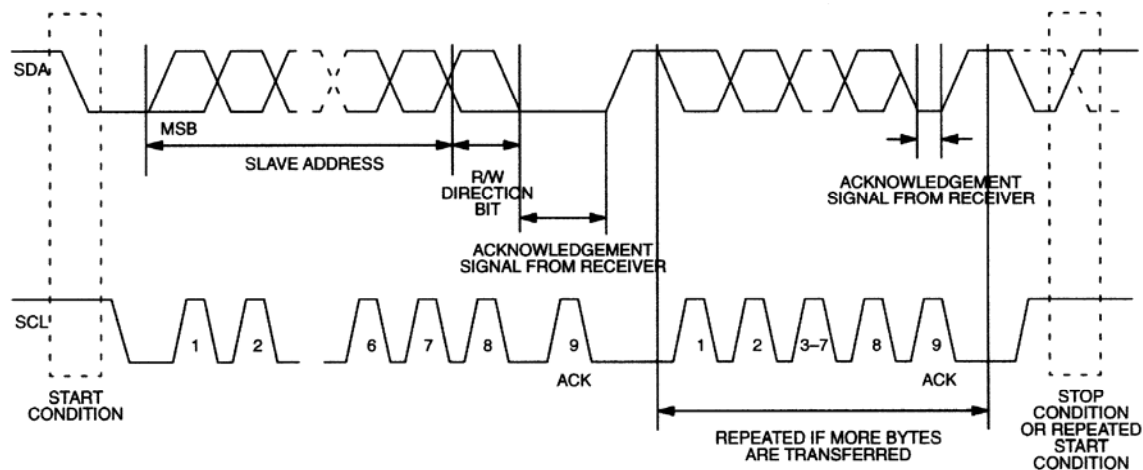 SDA
MSB
SLAVE ADDRESS
R/W
DIRECTION
BIT
ACKNOWLEDGEMENT
SIGNAL FROM RECEIVER
ACKNOWLEDGEMENT
SIGNAL FROM RECEIVER
SCL
1 2 6 7 8 9 1 2 3–7 8 9
ACK ACK
START
CONDITION
REPEATED IF MORE BYTES
ARE TRANSFERRED
STOP
CONDITION
OR REPEATED
START
CONDITION